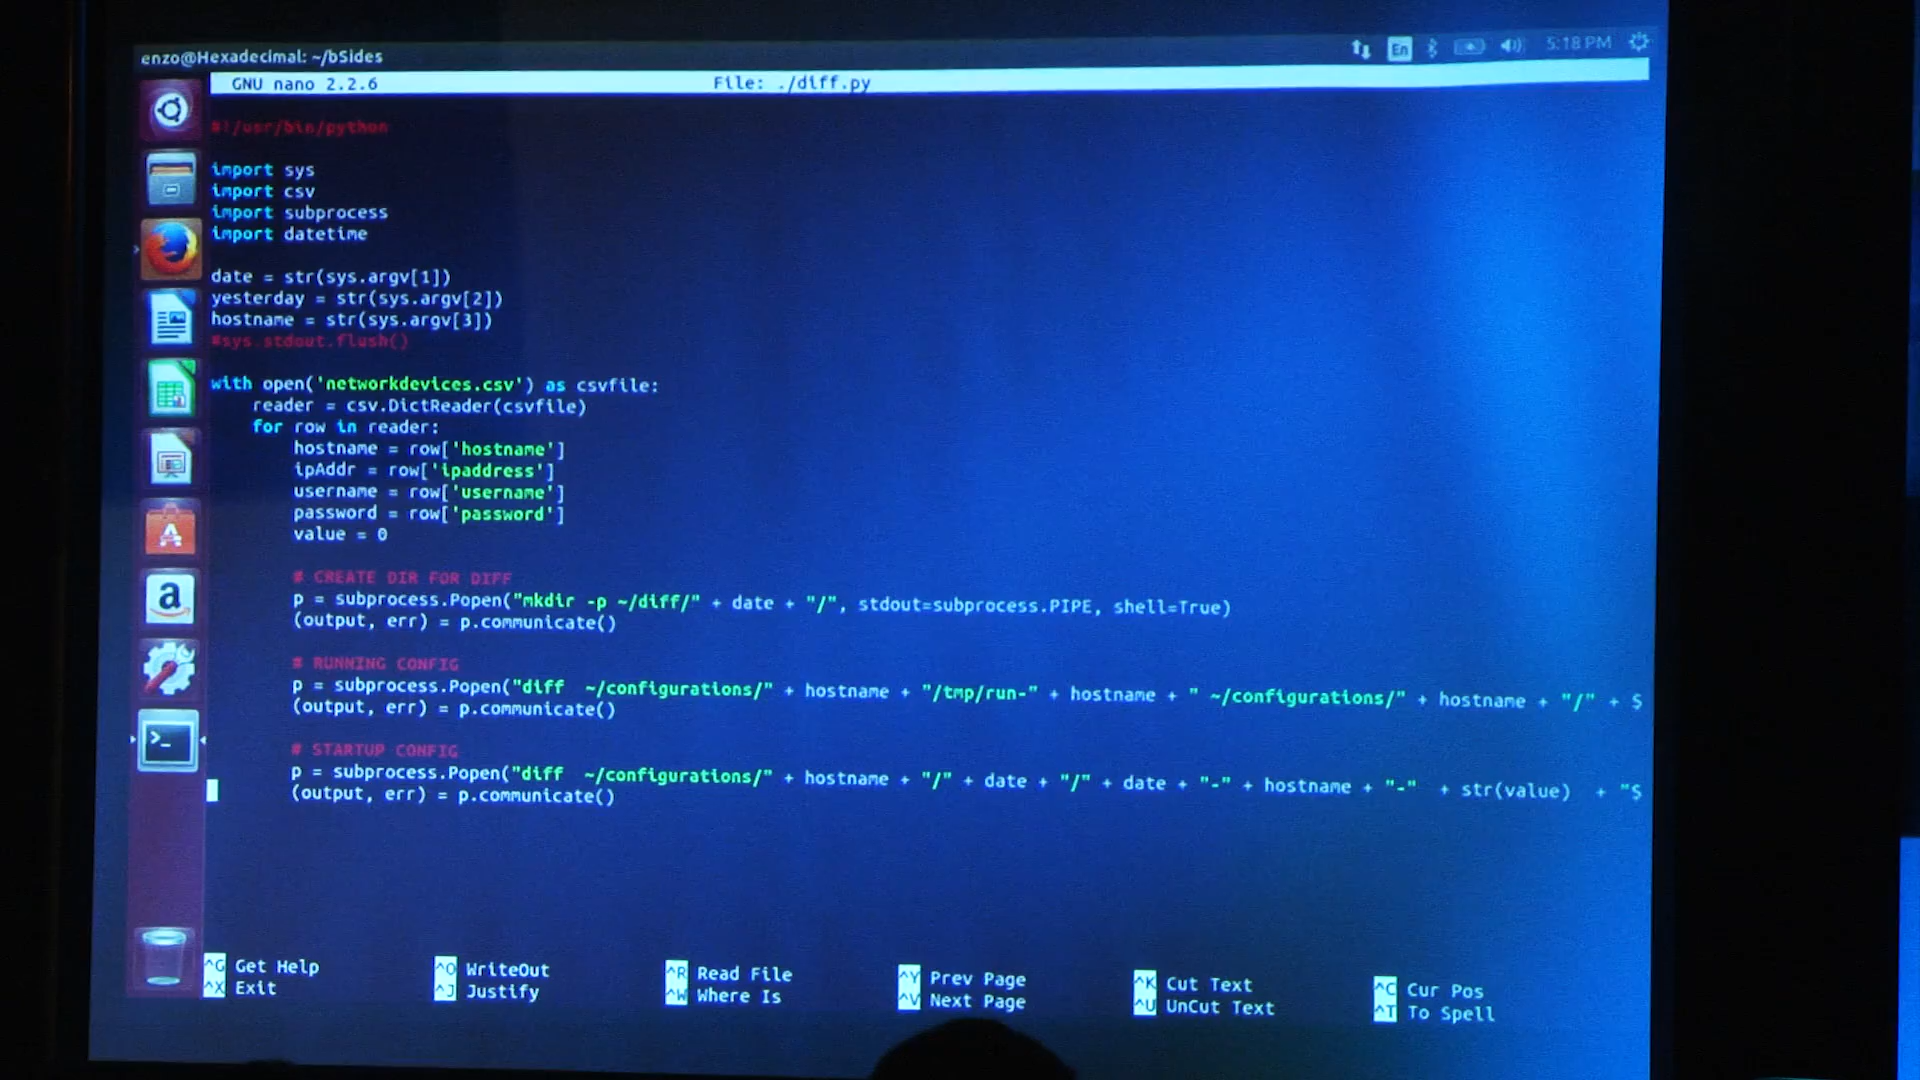 enzo@Hexadecimal: ~/bSides
En 5:18 PM
GNU nano 2.2.6 File: ./diff.py
#!/usr/bin/python
import sys
import csv
import subprocess
import datetime
date = str(sys.argv[1])
yesterday = str(sys.argv[2])
hostname = str(sys.argv[3])
#sys.stdout.flush()
with open('networkdevices.csv') as csvfile:
    reader = csv.DictReader(csvfile)
    for row in reader:
        hostname = row['hostname']
        ipAddr = row['ipaddress']
        username = row['username']
        password = row['password']
        value = 0
        # CREATE DIR FOR DIFF
        p = subprocess.Popen("mkdir -p ~/diff/" + date + "/", stdout=subprocess.PIPE, shell=True)
        (output, err) = p.communicate()
        # RUNNING CONFIG
        p = subprocess.Popen("diff  ~/configurations/" + hostname + "/tmp/run-" + hostname + " ~/configurations/" + hostname + "/" + $
        (output, err) = p.communicate()
        # STARTUP CONFIG
        p = subprocess.Popen("diff  ~/configurations/" + hostname + "/" + date + "/" + date + "-" + hostname + "-"  + str(value)  + "$
        (output, err) = p.communicate()
^G Get Help ^O WriteOut ^R Read File ^Y Prev Page ^K Cut Text ^C Cur Pos
^X Exit ^J Justify ^W Where Is ^V Next Page ^U UnCut Text ^T To Spell